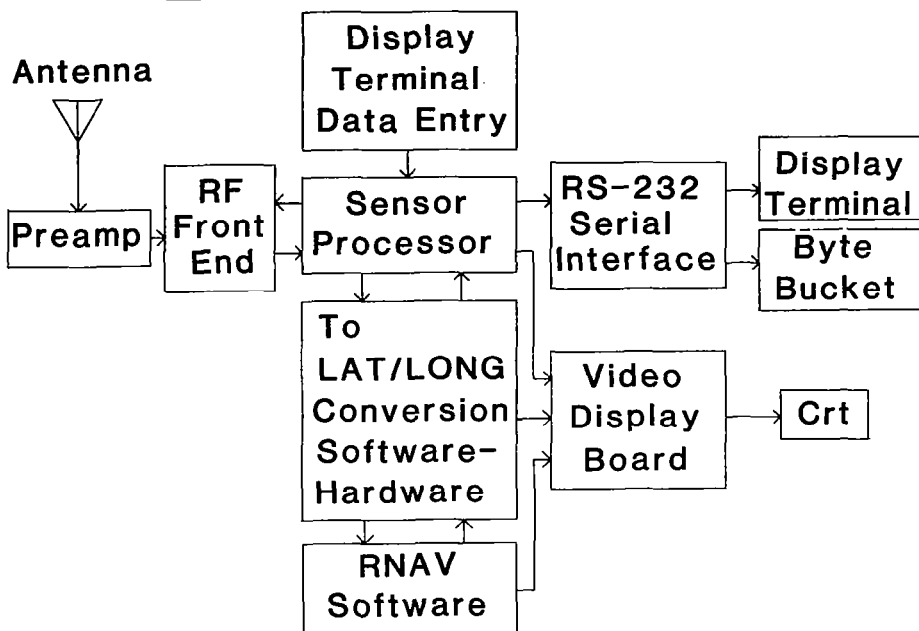 Antenna
Preamp
RF
Front
End
Display
Terminal
Data Entry
Sensor
Processor
To
LAT/LONG
Conversion
Software-
Hardware
RNAV
Software
RS-232
Serial
Interface
Display
Terminal
Byte
Bucket
Video
Display
Board
Crt